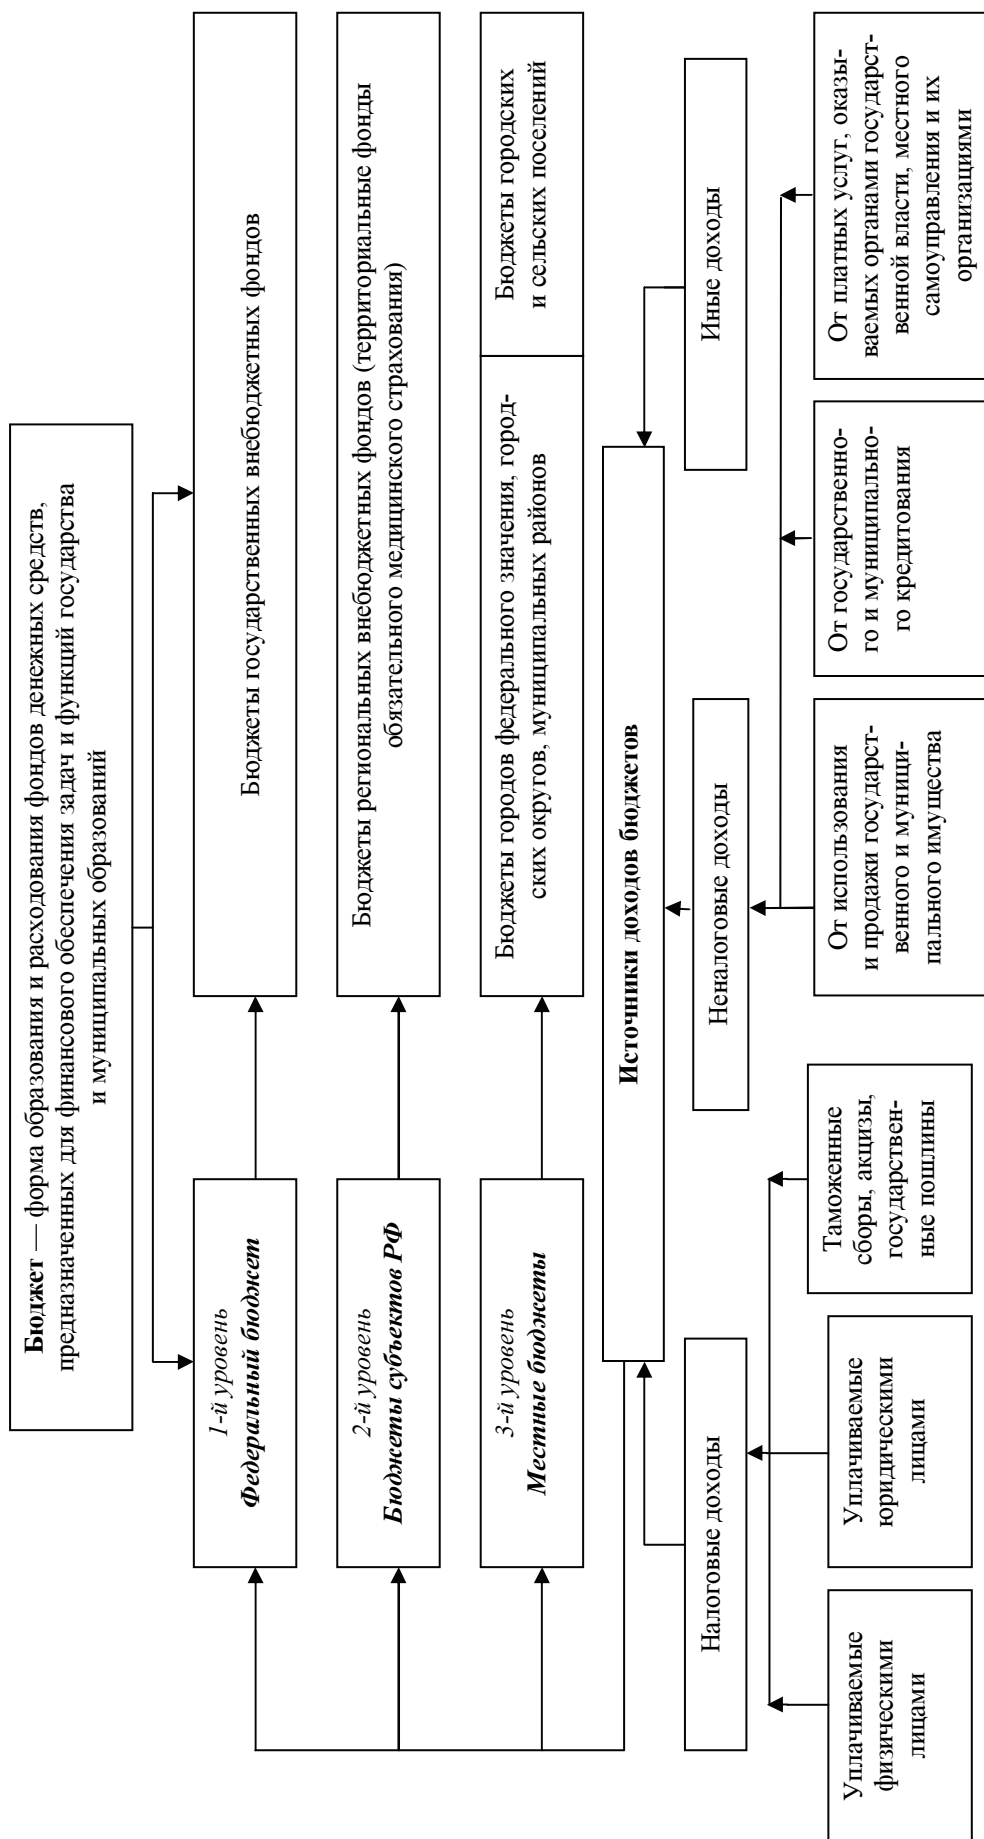 Бюджет — форма образования и расходования фондов денежных средств,
предназначенных для финансового обеспечения задач и функций государства
и муниципальных образований
1-й уровень
Федеральный бюджет
Бюджеты государственных внебюджетных фондов
2-й уровень
Бюджеты субъектов РФ
Бюджеты региональных внебюджетных фондов (территориальные фонды
обязательного медицинского страхования)
3-й уровень
Местные бюджеты
Бюджеты городов федерального значения, город-
ских округов, муниципальных районов
Бюджеты городских
и сельских поселений
Источники доходов бюджетов
Налоговые доходы
Неналоговые доходы
Иные доходы
Уплачиваемые
физическими
лицами
Уплачиваемые
юридическими
лицами
Таможенные
сборы, акцизы,
государствен-
ные пошлины
От использования
и продажи государст-
венного и муници-
пального имущества
От государственно-
го и муниципально-
го кредитования
От платных услуг, оказы-
ваемых органами государст-
венной власти, местного
самоуправления и их
организациями